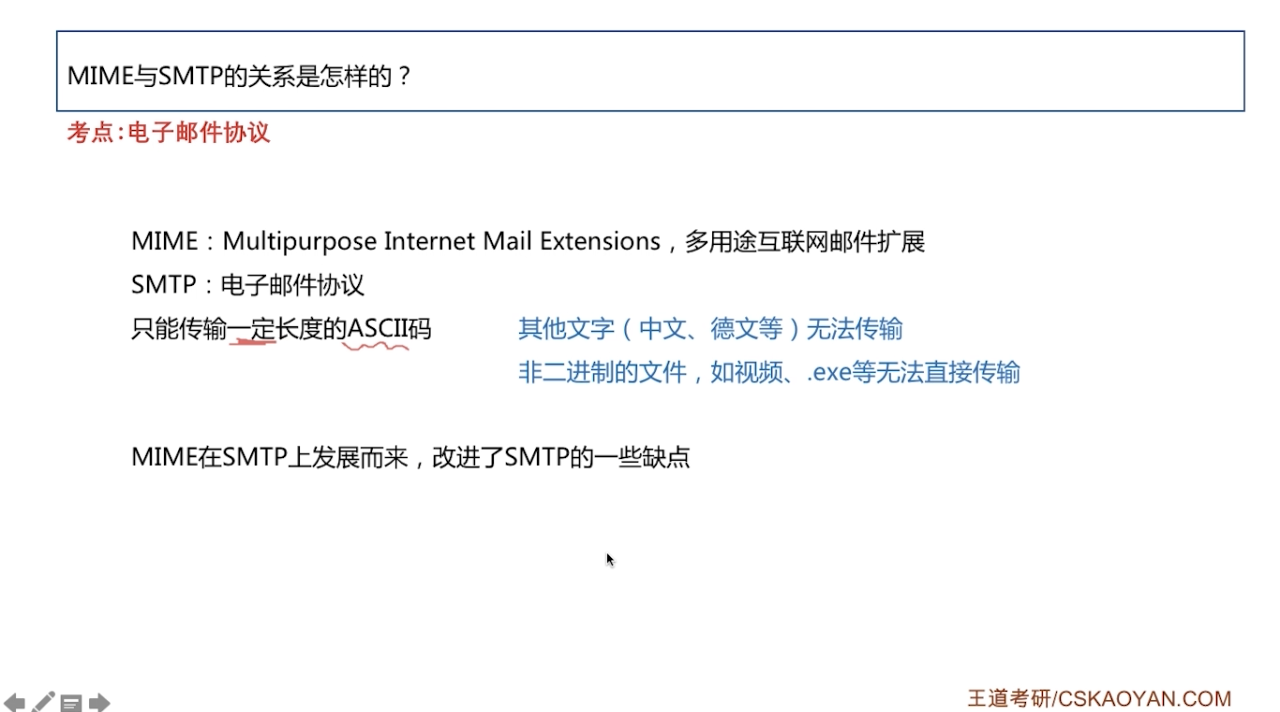 MIME与SMTP的关系是怎样的？
考点:电子邮件协议
MIME：Multipurpose Internet Mail Extensions，多用途互联网邮件扩展
SMTP：电子邮件协议
只能传输一定长度的ASCII码 其他文字（中文、德文等）无法传输
非二进制的文件，如视频、.exe等无法直接传输
MIME在SMTP上发展而来，改进了SMTP的一些缺点
王道考研/CSKAOYAN.COM